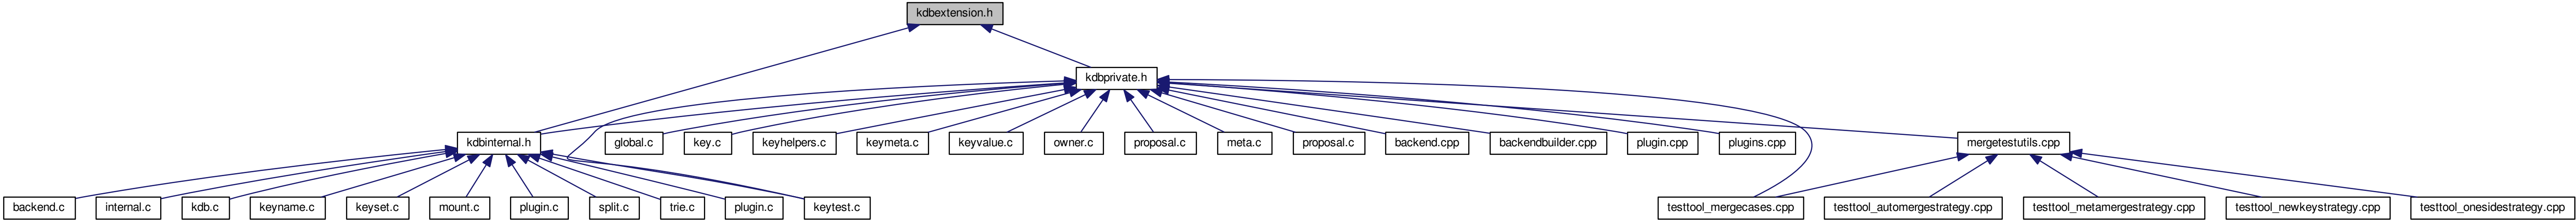 kdbextension.h
kdbprivate.h
kdbinternal.h
global.c
key.c
keyhelpers.c
keymeta.c
keyvalue.c
owner.c
proposal.c
meta.c
proposal.c
backend.cpp
backendbuilder.cpp
plugin.cpp
plugins.cpp
mergetestutils.cpp
backend.c
internal.c
kdb.c
keyname.c
keyset.c
mount.c
plugin.c
split.c
trie.c
plugin.c
keytest.c
testtool_mergecases.cpp
testtool_automergestrategy.cpp
testtool_metamergestrategy.cpp
testtool_newkeystrategy.cpp
testtool_onesidestrategy.cpp